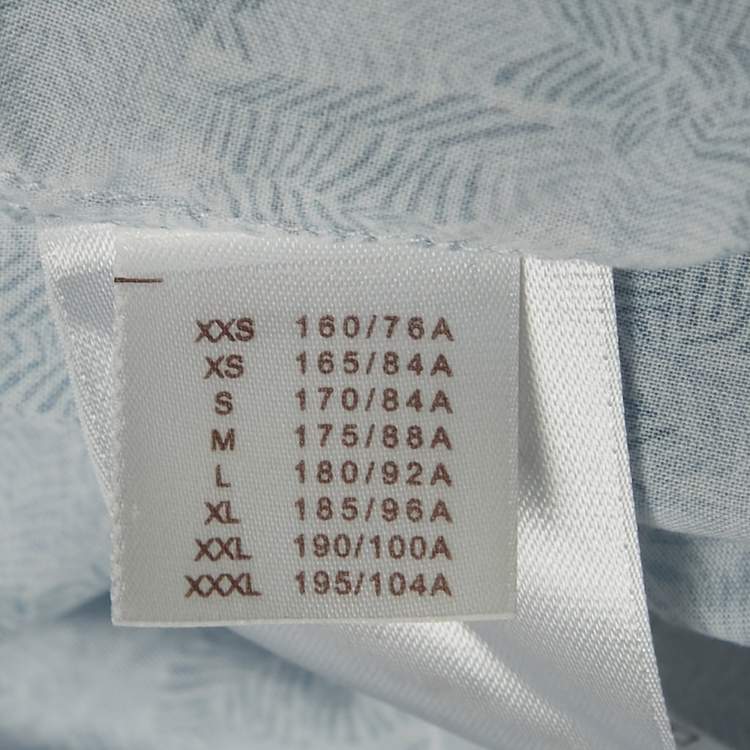 XXS 160/76A
XS 165/84A
S 170/84A
M 175/88A
L 180/92A
XL 185/96A
XXL 190/100A
XXXL 195/104A